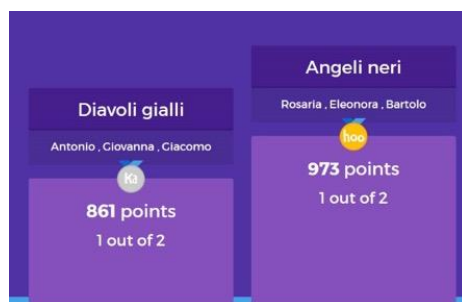 Diavoli gialli
Antonio , Giovanna , Giacomo
K!
861 points
1 out of 2
Angeli neri
Rosaria , Eleonora , Bartolo
hoo
973 points
1 out of 2